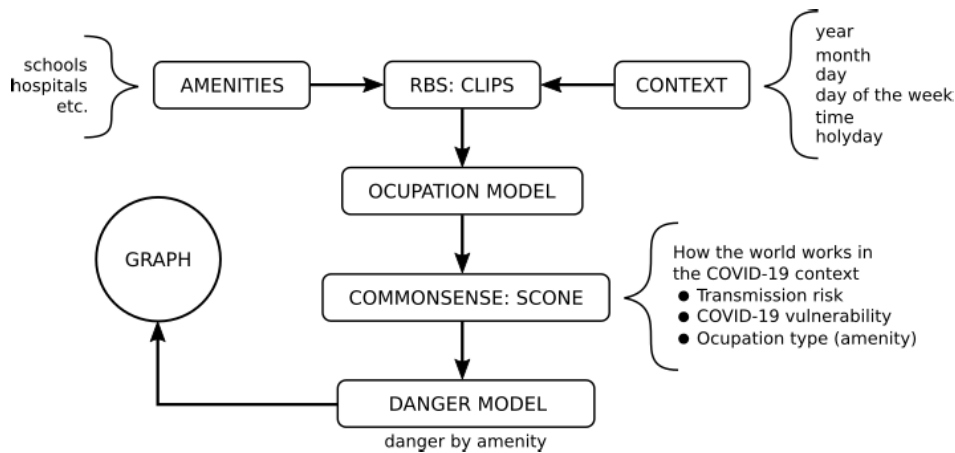 schools
hospitals
etc.
AMENITIES
RBS: CLIPS
CONTEXT
year
month
day
day of the week
time
holyday
OCUPATION MODEL
GRAPH
COMMONSENSE: SCONE
How the world works in
the COVID-19 context
● Transmission risk
● COVID-19 vulnerability
● Ocupation type (amenity)
DANGER MODEL
danger by amenity